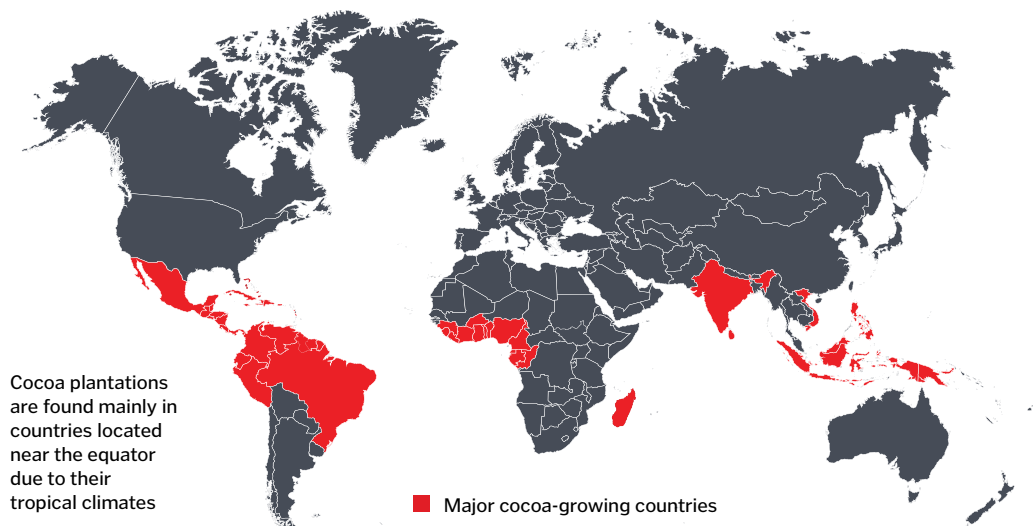 Cocoa plantations
are found mainly in
countries located
near the equator
due to their
tropical climates
Major cocoa-growing countries